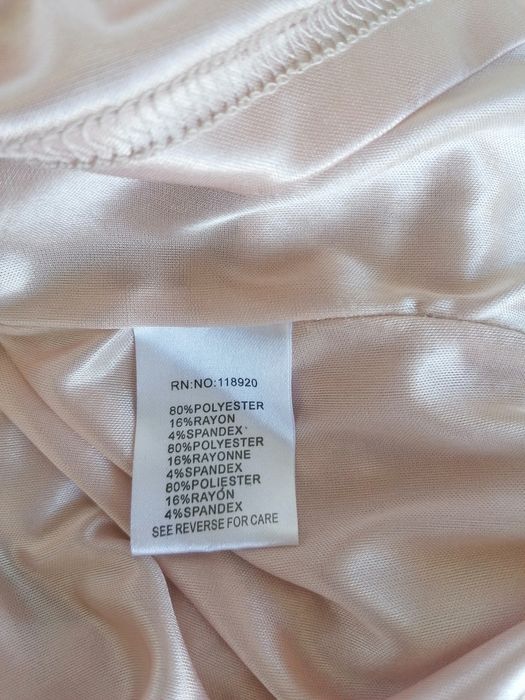 RN:NO:118920
80%POLYESTER
16%RAYON
4%SPANDEX
80%POLYESTER
16%RAYONNE
4%SPANDEX
80%POLIESTER
16%RAYÓN
4%SPANDEX
SEE REVERSE FOR CARE